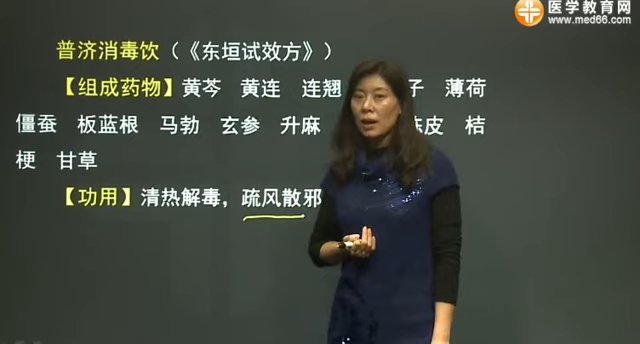 医学教育网
www.med66.com
普济消毒饮（《东垣试效方》）
【组成药物】黄芩 黄连 连翘 子 薄荷
僵蚕 板蓝根 马勃 玄参 升麻 皮 桔
梗 甘草
【功用】清热解毒，疏风散邪